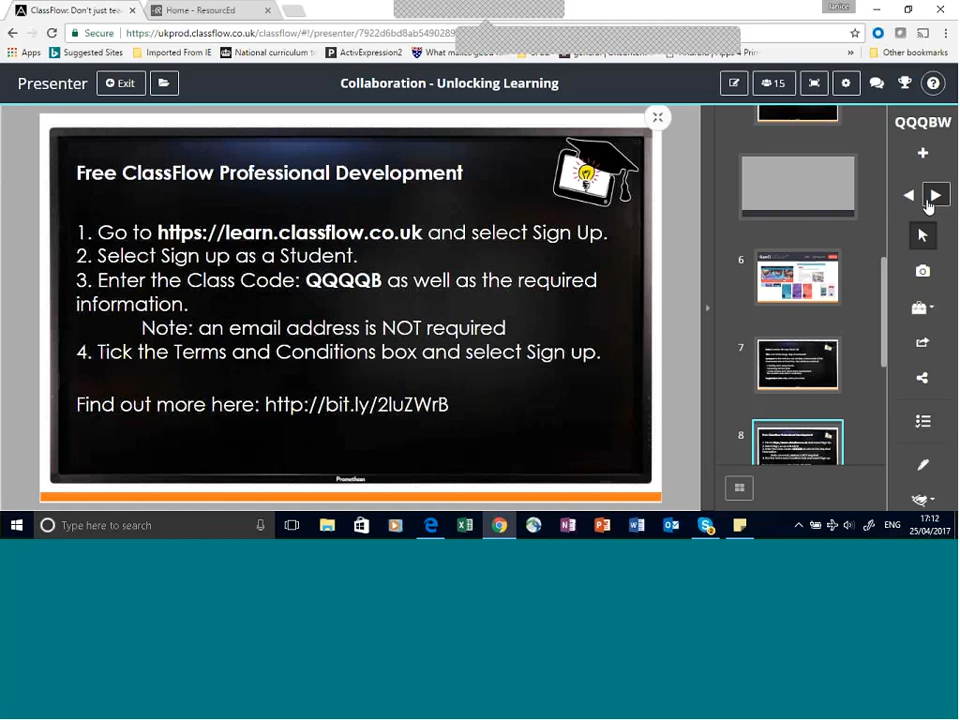 ClassFlow: Don't just tea
Home - ResourcEd
Janice
Secure
https://ukprod.classflow.co.uk/classflow/#!/presenter/7922d6bd8ab5490289
Apps
Suggested Sites
Imported From IE
National curriculum t
ActivExpression2
What makes
Other bookmarks
Presenter
Exit
Collaboration - Unlocking Learning
15
QQQBW
Free ClassFlow Professional Development
1. Go to https://learn.classflow.co.uk and select Sign Up.
2. Select Sign up as a Student.
3. Enter the Class Code: QQQQB as well as the required
information.
Note: an email address is NOT required
4. Tick the Terms and Conditions box and select Sign up.
Find out more here: http://bit.ly/2luZWrB
Promethean
6
7
8
Type here to search
ENG
17:12
25/04/2017